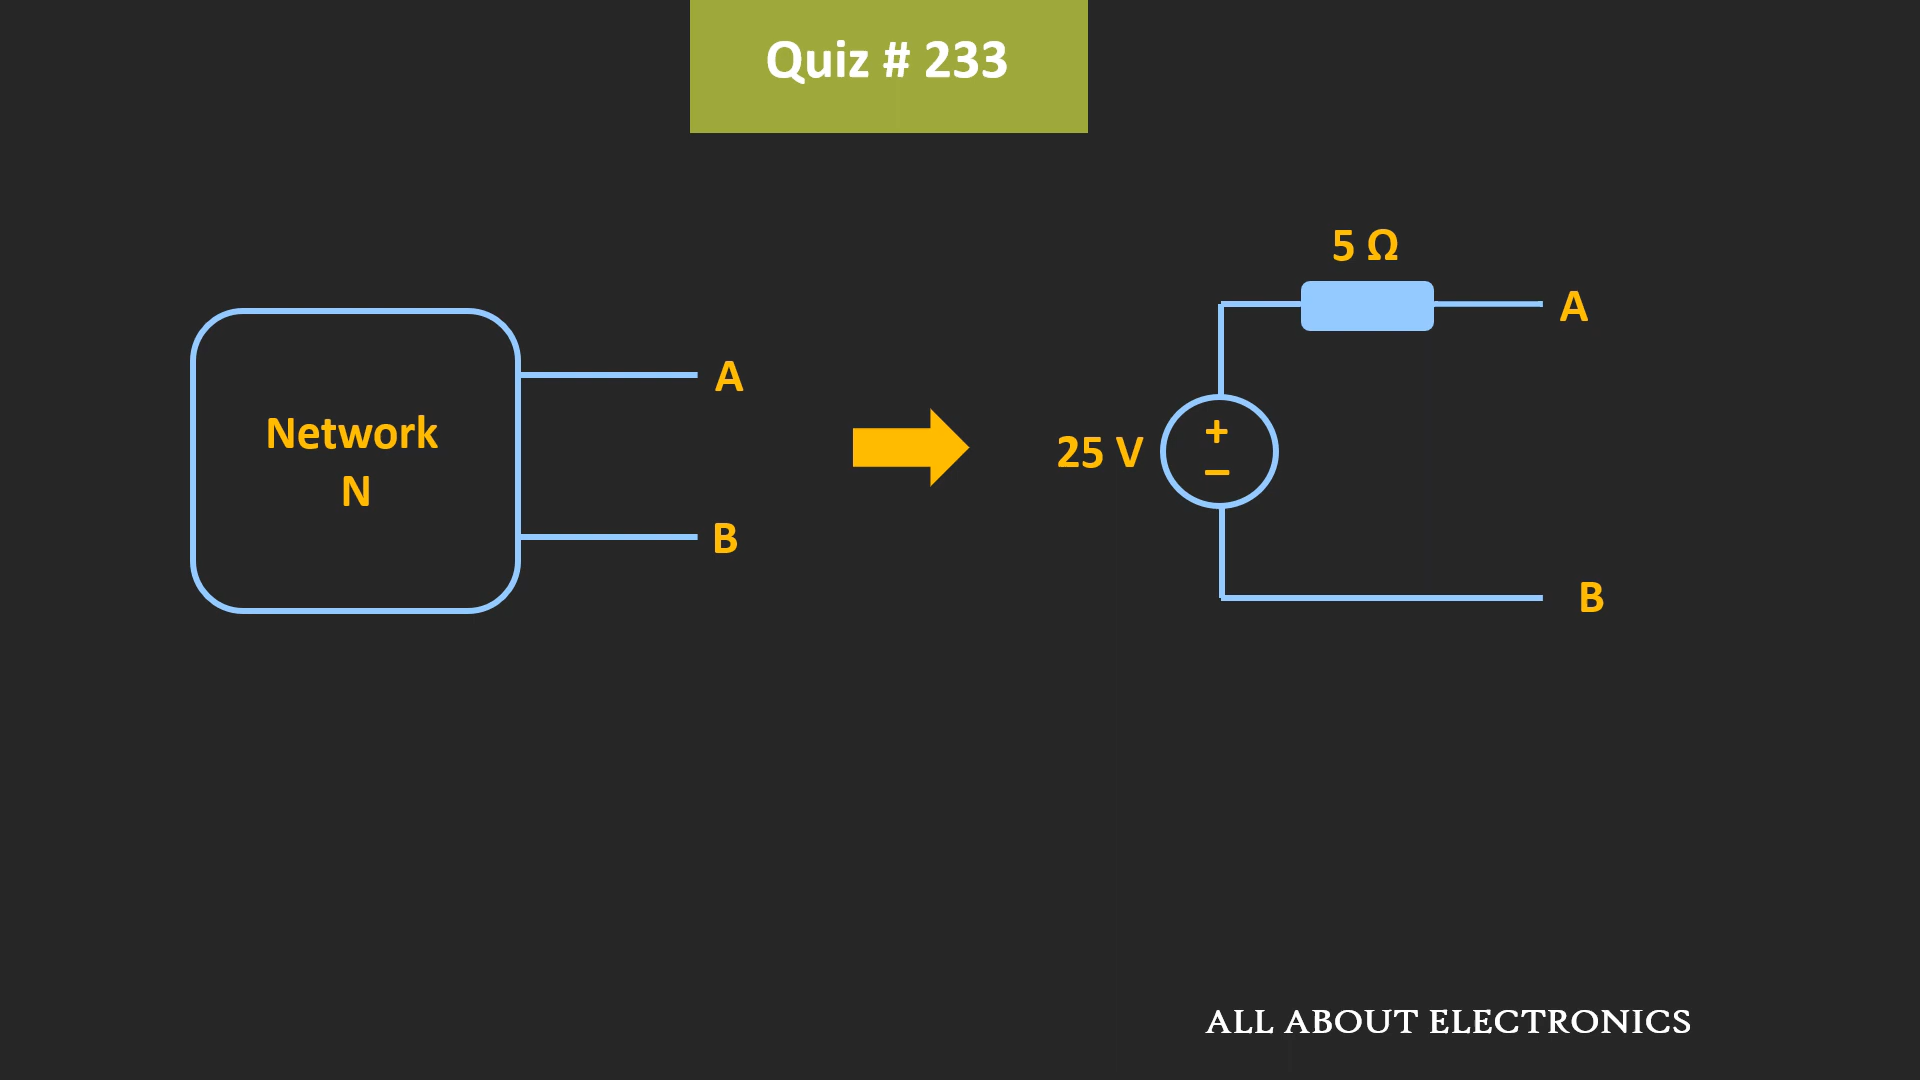 Quiz # 233
Network
N
A
B
5 Ω
A
25 V
+
−
B
ALL ABOUT ELECTRONICS